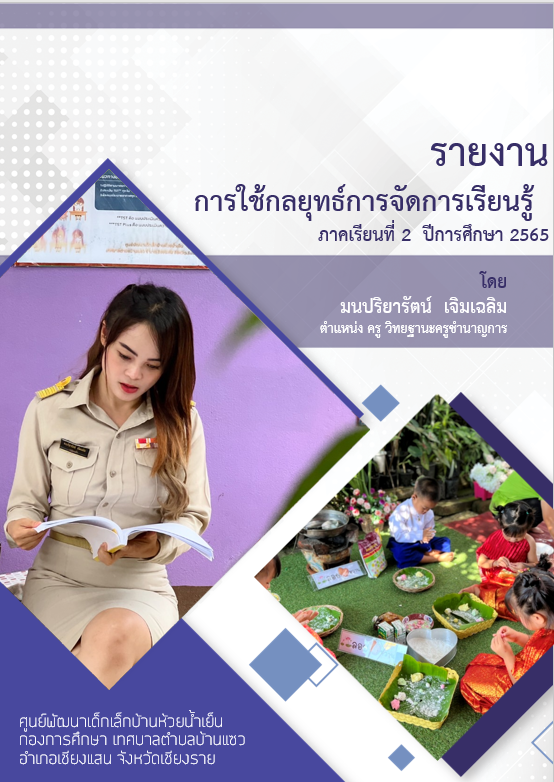 รายงาน
การใช้กลยุทธ์การจัดการเรียนรู้
ภาคเรียนที่ 2 ปีการศึกษา 2565
โดย
มนปริยารัตน์ เจิมเฉลิม
ตำแหน่ง ครู วิทยฐานะครูชำนาญการ
ศูนย์พัฒนาเด็กเล็กบ้านห้วยน้ำเย็น
กองการศึกษา เทศบาลตำบลบ้านแซว
อำเภอเชียงแสน จังหวัดเชียงราย